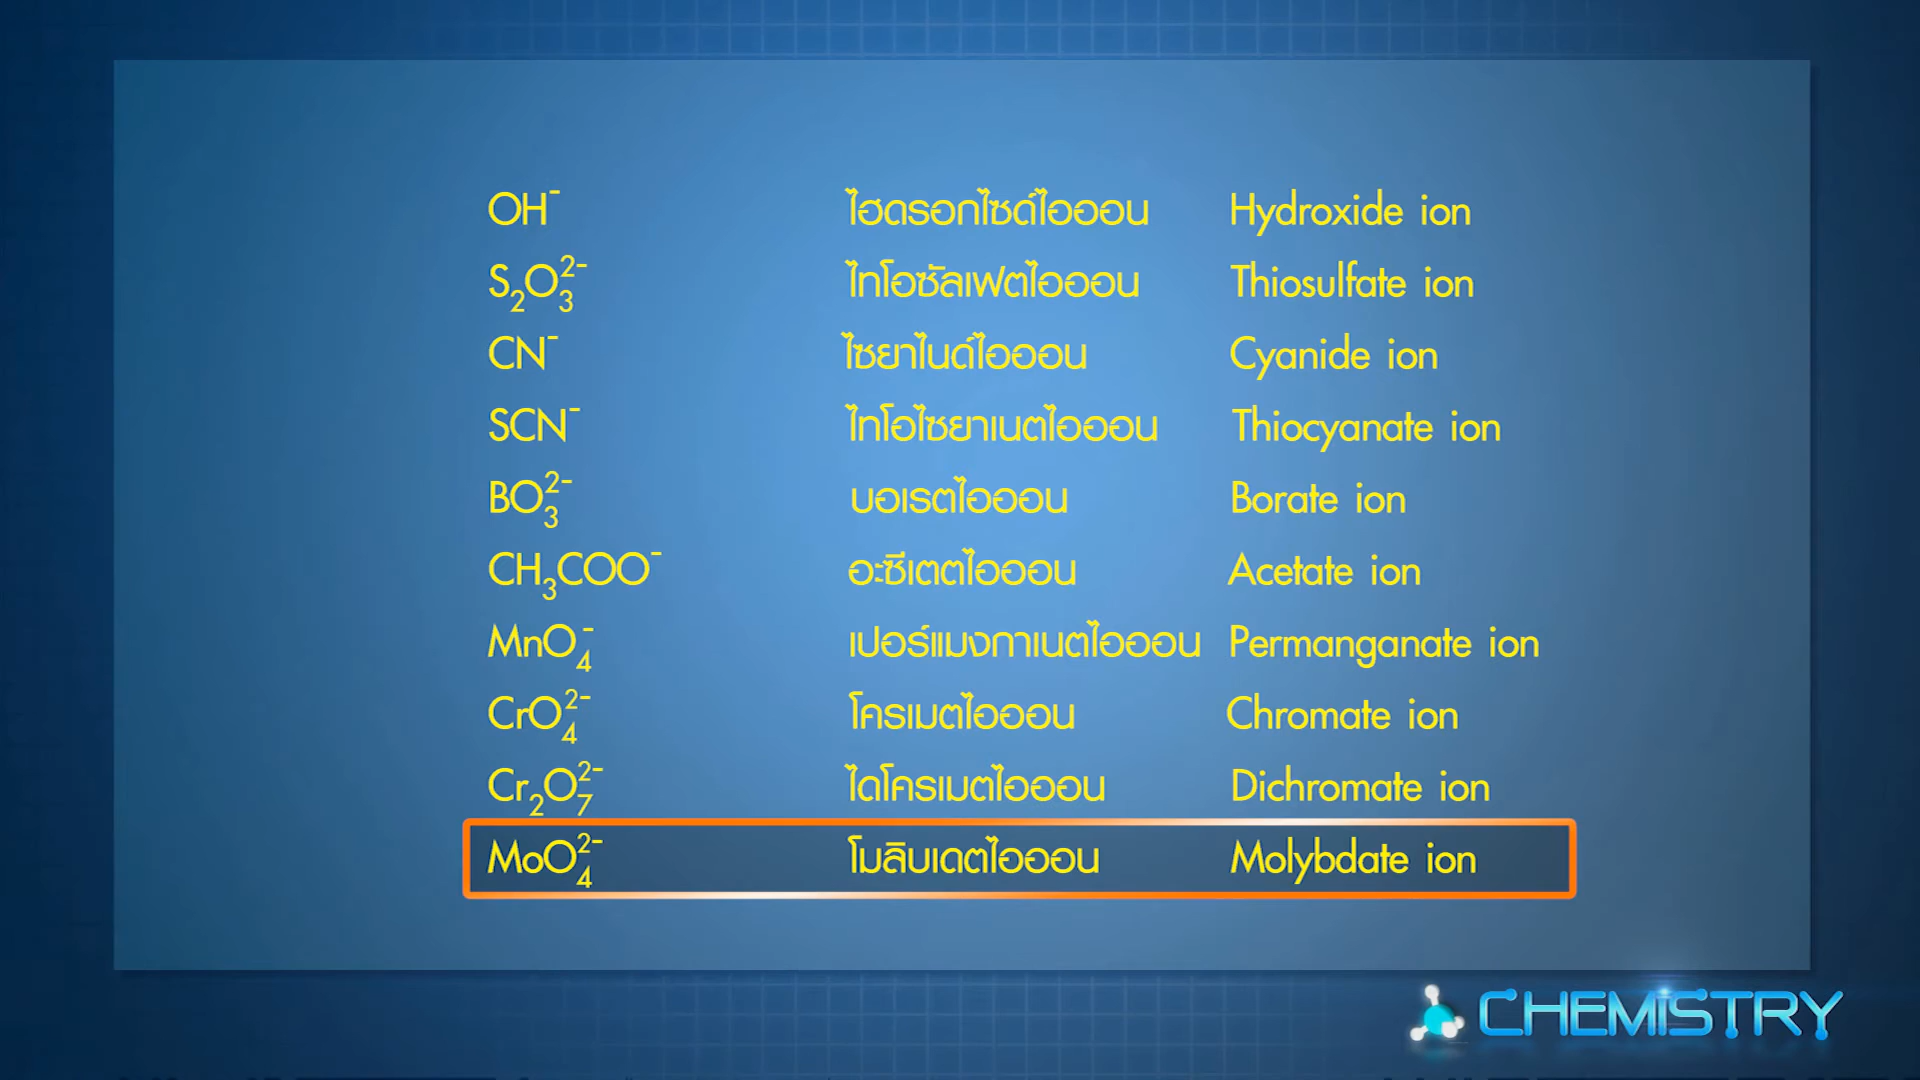 OH⁻ ไฮดรอกไซด์ไอออน Hydroxide ion
S₂O₃²⁻ ไทโอซัลเฟตไอออน Thiosulfate ion
CN⁻ ไซยาไนด์ไอออน Cyanide ion
SCN⁻ ไทโอไซยาเนตไอออน Thiocyanate ion
BO₃²⁻ บอเรตไอออน Borate ion
CH₃COO⁻ อะซีเตตไอออน Acetate ion
MnO₄⁻ เปอร์แมงกาเนตไอออน Permanganate ion
CrO₄²⁻ โครเมตไอออน Chromate ion
Cr₂O₇²⁻ ไดโครเมตไอออน Dichromate ion
MoO₄²⁻ โมลิบเดตไอออน Molybdate ion
CHEMiSTRY